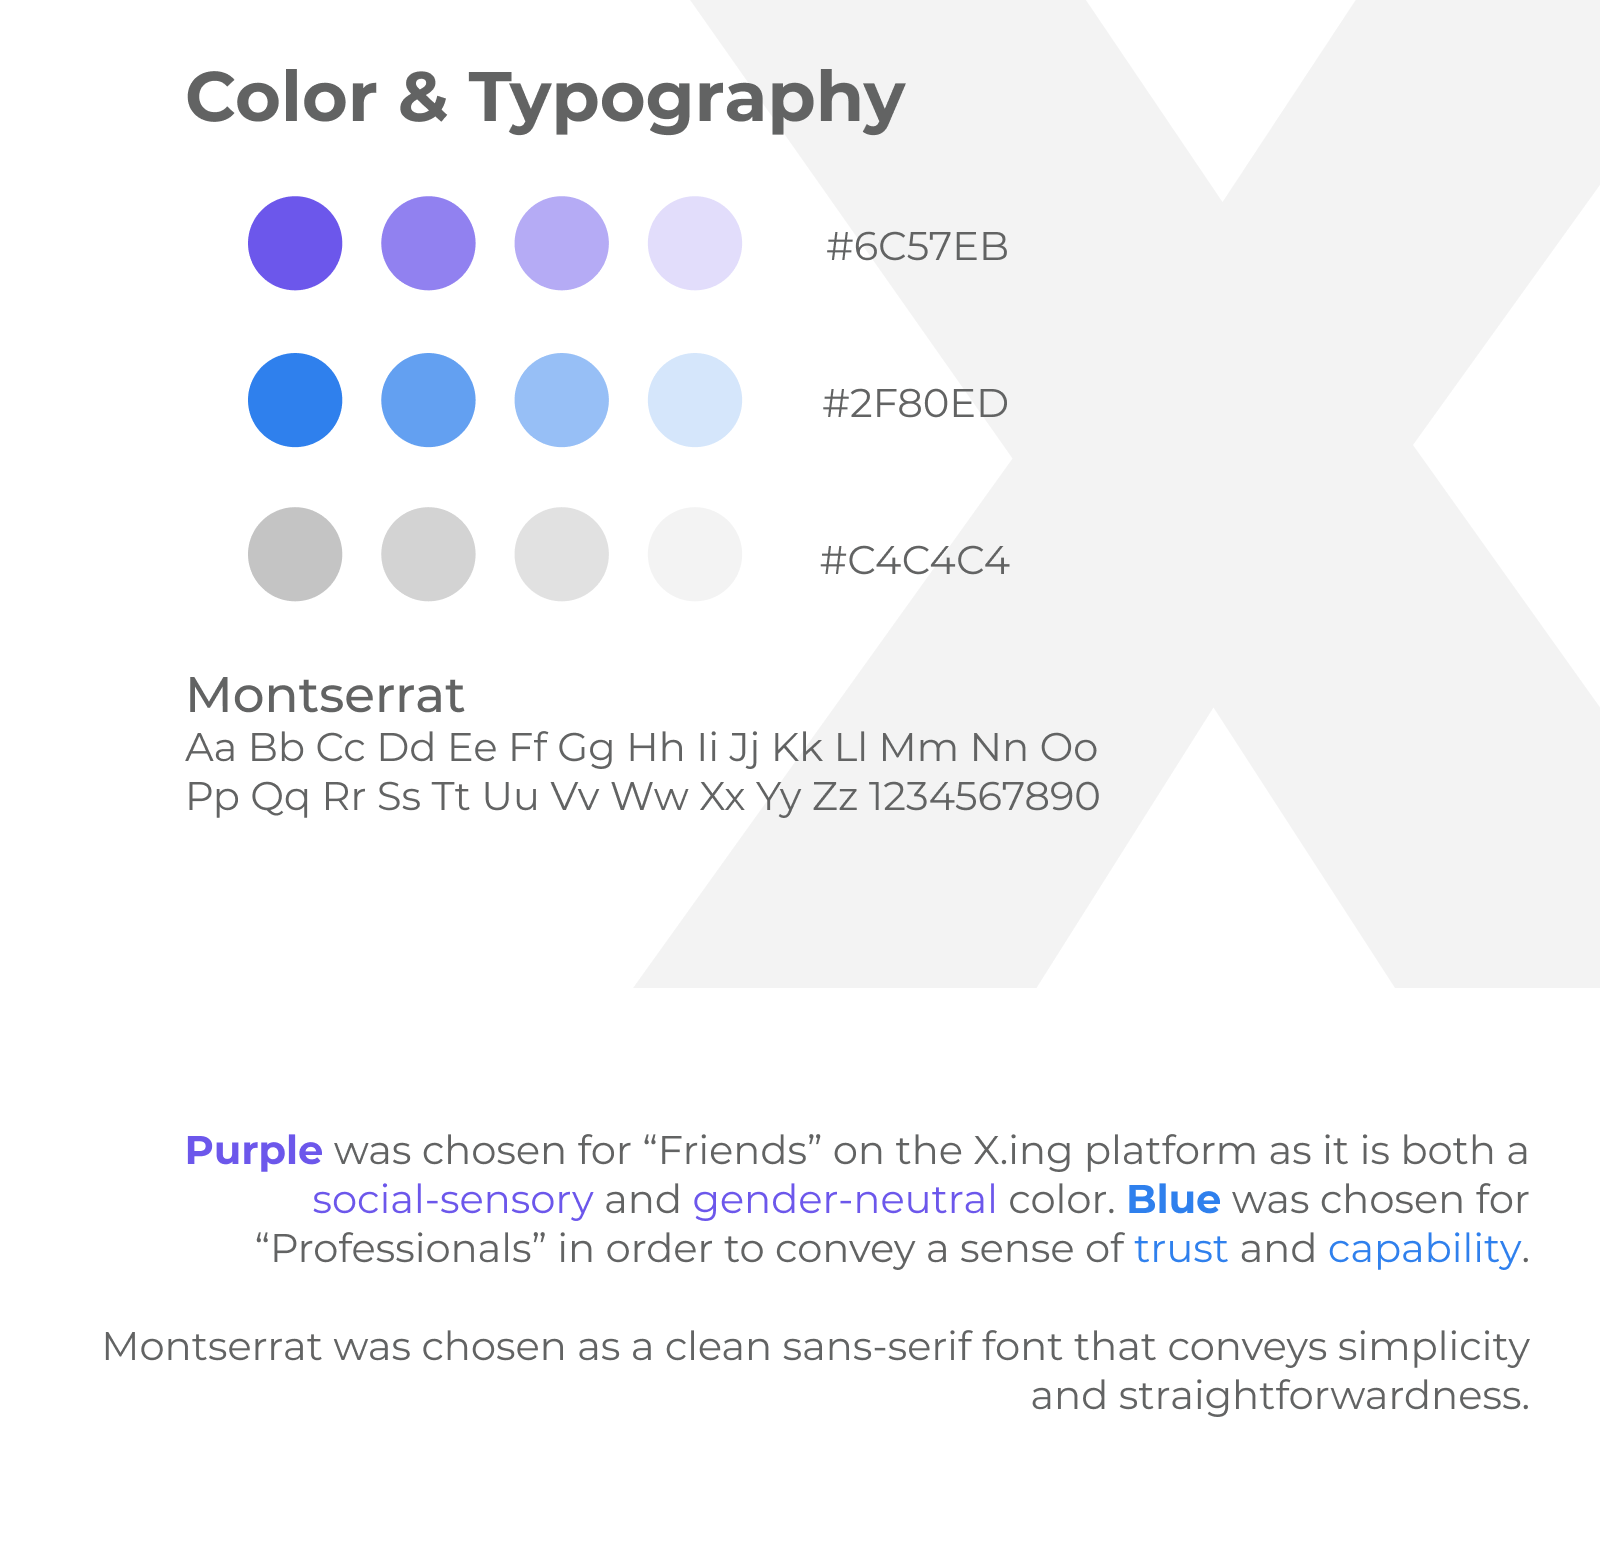 Color & Typography
#6C57EB
#2F80ED
#C4C4C4
Montserrat
Aa Bb Cc Dd Ee Ff Gg Hh Ii Jj Kk Ll Mm Nn Oo
Pp Qq Rr Ss Tt Uu Vv Ww Xx Yy Zz 1234567890
Purple was chosen for “Friends” on the X.ing platform as it is both a
social-sensory and gender-neutral color. Blue was chosen for
“Professionals” in order to convey a sense of trust and capability.
Montserrat was chosen as a clean sans-serif font that conveys simplicity
and straightforwardness.